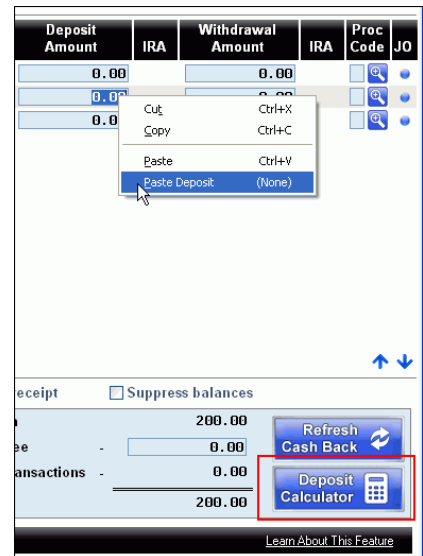 Deposit Amount IRA Withdrawal Amount IRA Proc Code JO
0.00 0.00
0.00
0.0
Cut Ctrl+X
Copy Ctrl+C
Paste Ctrl+V
Paste Deposit (None)
eceipt Suppress balances
200.00
Refresh Cash Back
ee - 0.00
ansactions - 0.00
Deposit Calculator
200.00
Learn About This Feature